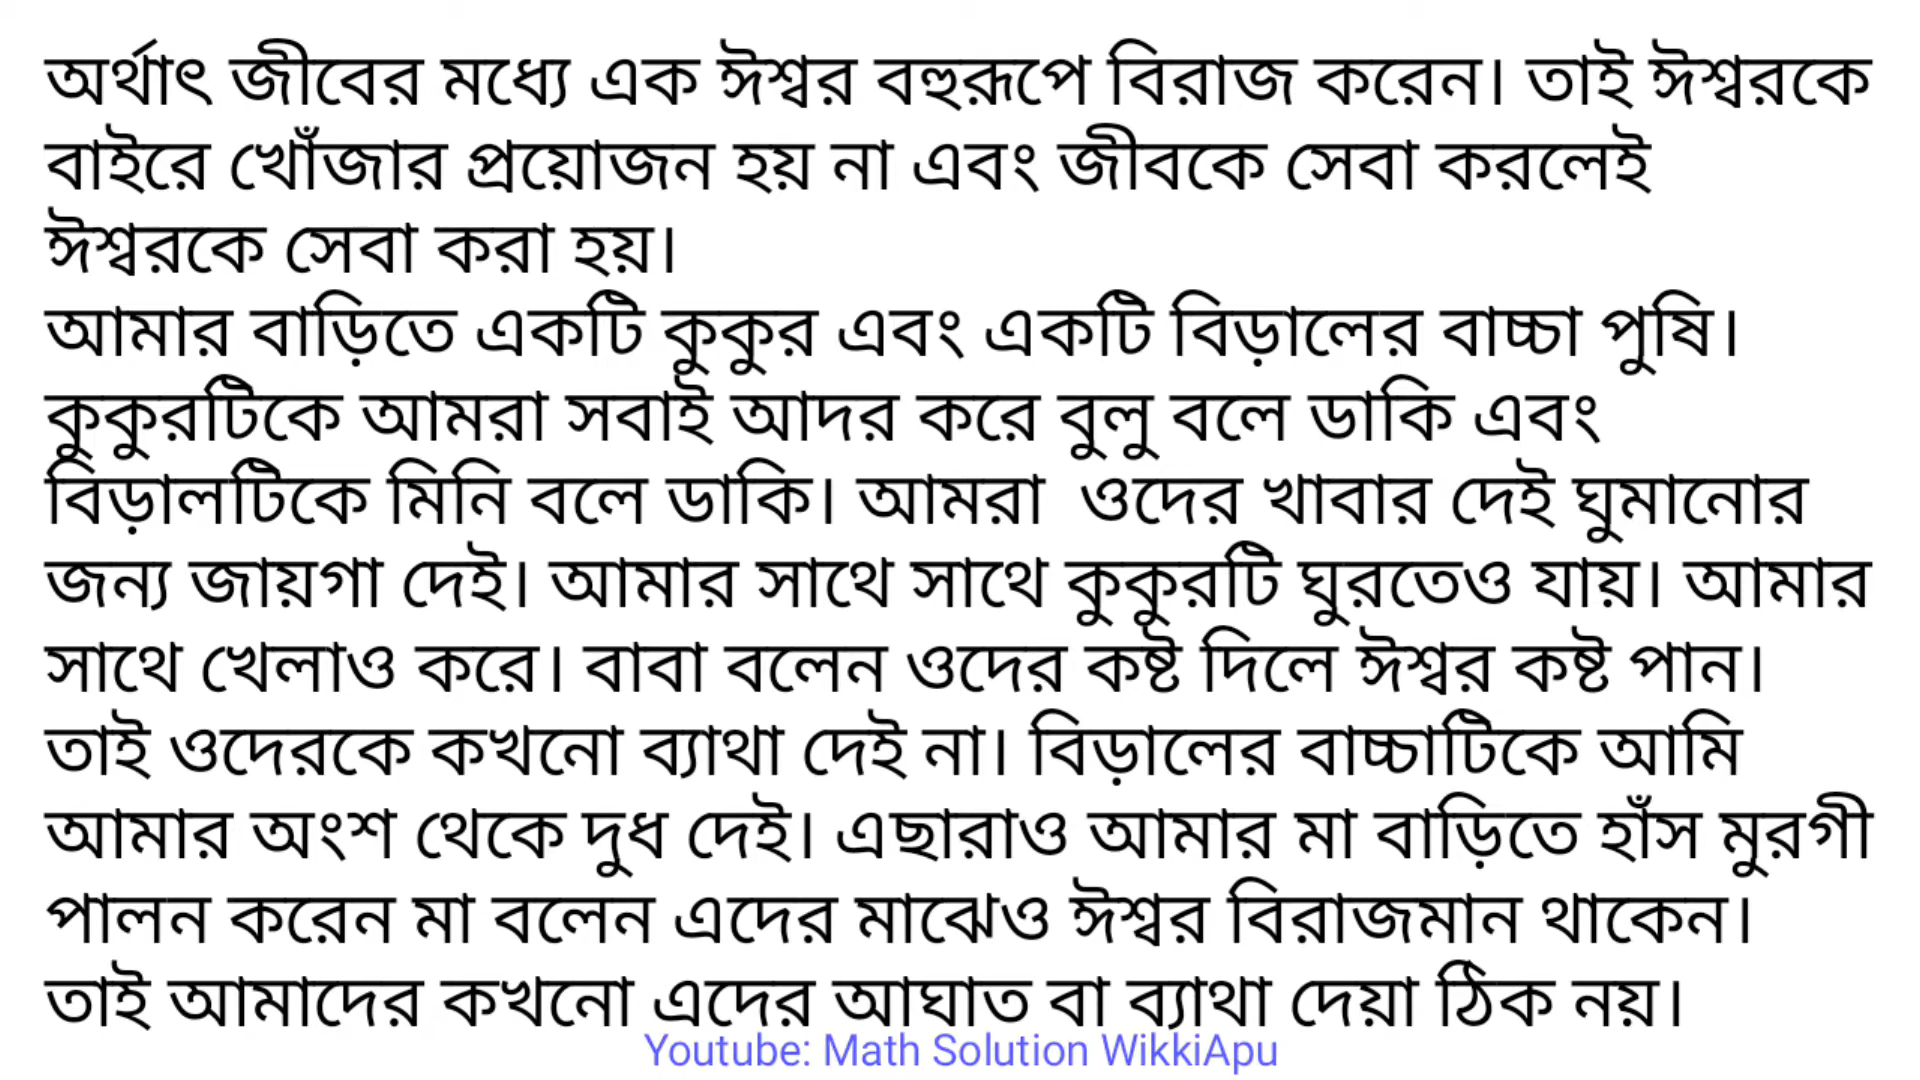 অর্থাৎ জীবের মধ্যে এক ঈশ্বর বহুরূপে বিরাজ করেন। তাই ঈশ্বরকে
বাইরে খোঁজার প্রয়োজন হয় না এবং জীবকে সেবা করলেই
ঈশ্বরকে সেবা করা হয়।
আমার বাড়িতে একটি কুকুর এবং একটি বিড়ালের বাচ্চা পুষি।
কুকুরটিকে আমরা সবাই আদর করে বুলু বলে ডাকি এবং
বিড়ালটিকে মিনি বলে ডাকি। আমরা  ওদের খাবার দেই ঘুমানোর
জন্য জায়গা দেই। আমার সাথে সাথে কুকুরটি ঘুরতেও যায়। আমার
সাথে খেলাও করে। বাবা বলেন ওদের কষ্ট দিলে ঈশ্বর কষ্ট পান।
তাই ওদেরকে কখনো ব্যাথা দেই না। বিড়ালের বাচ্চাটিকে আমি
আমার অংশ থেকে দুধ দেই। এছারাও আমার মা বাড়িতে হাঁস মুরগী
পালন করেন মা বলেন এদের মাঝেও ঈশ্বর বিরাজমান থাকেন।
তাই আমাদের কখনো এদের আঘাত বা ব্যাথা দেয়া ঠিক নয়।
Youtube: Math Solution WikkiApu